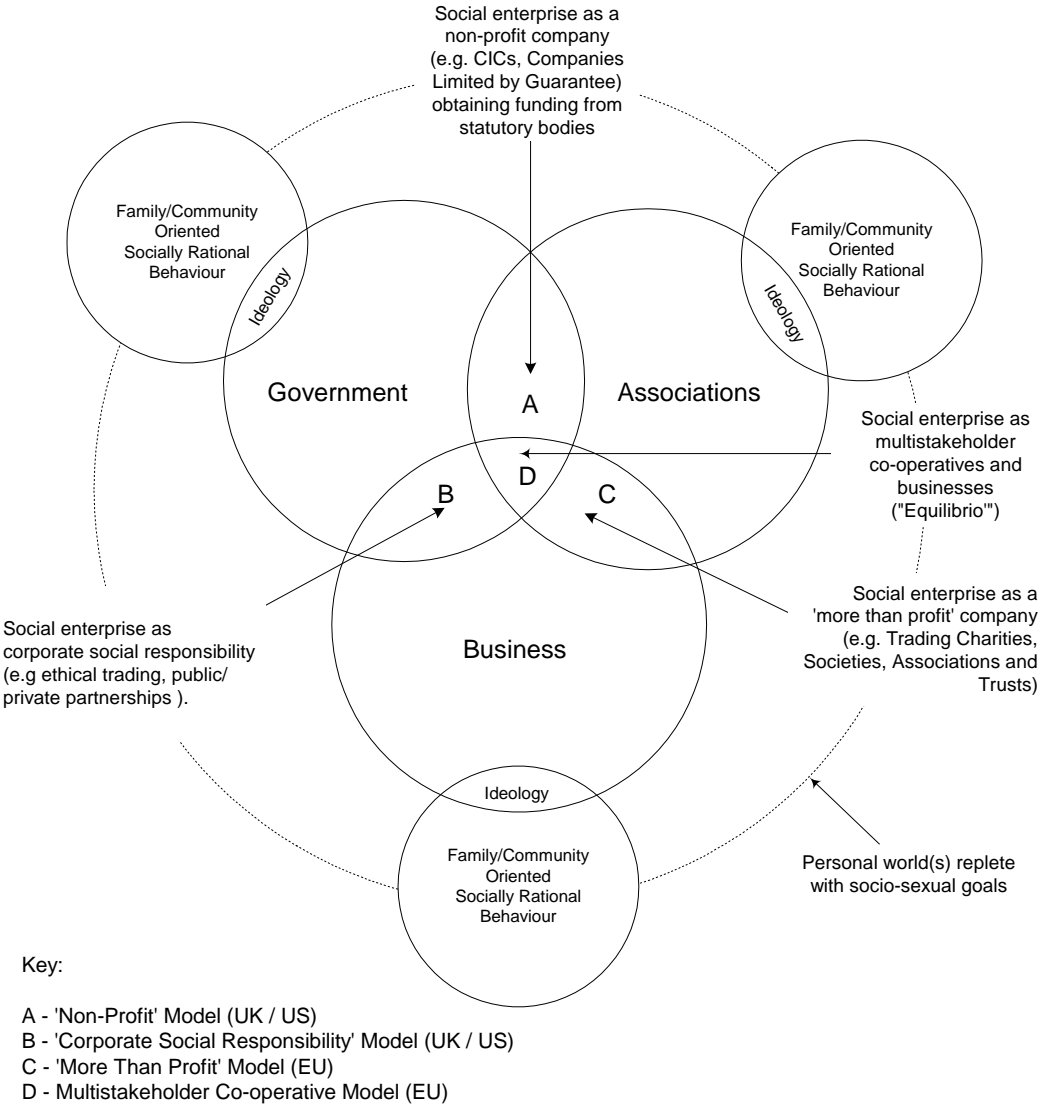 Social enterprise as a
non-profit company
(e.g. CICs, Companies
Limited by Guarantee)
obtaining funding from
statutory bodies
Family/Community
Oriented
Socially Rational
Behaviour
Ideology
Family/Community
Oriented
Socially Rational
Behaviour
Ideology
Government
Associations
A
Social enterprise as
multistakeholder
co-operatives and
businesses
("Equilibrio'")
B
D
C
Social enterprise as a
'more than profit' company
(e.g. Trading Charities,
Societies, Associations and
Trusts)
Social enterprise as
corporate social responsibility
(e.g ethical trading, public/
private partnerships ).
Business
Ideology
Family/Community
Oriented
Socially Rational
Behaviour
Personal world(s) replete
with socio-sexual goals
Key:
A - 'Non-Profit' Model (UK / US)
B - 'Corporate Social Responsibility' Model (UK / US)
C - 'More Than Profit' Model (EU)
D - Multistakeholder Co-operative Model (EU)